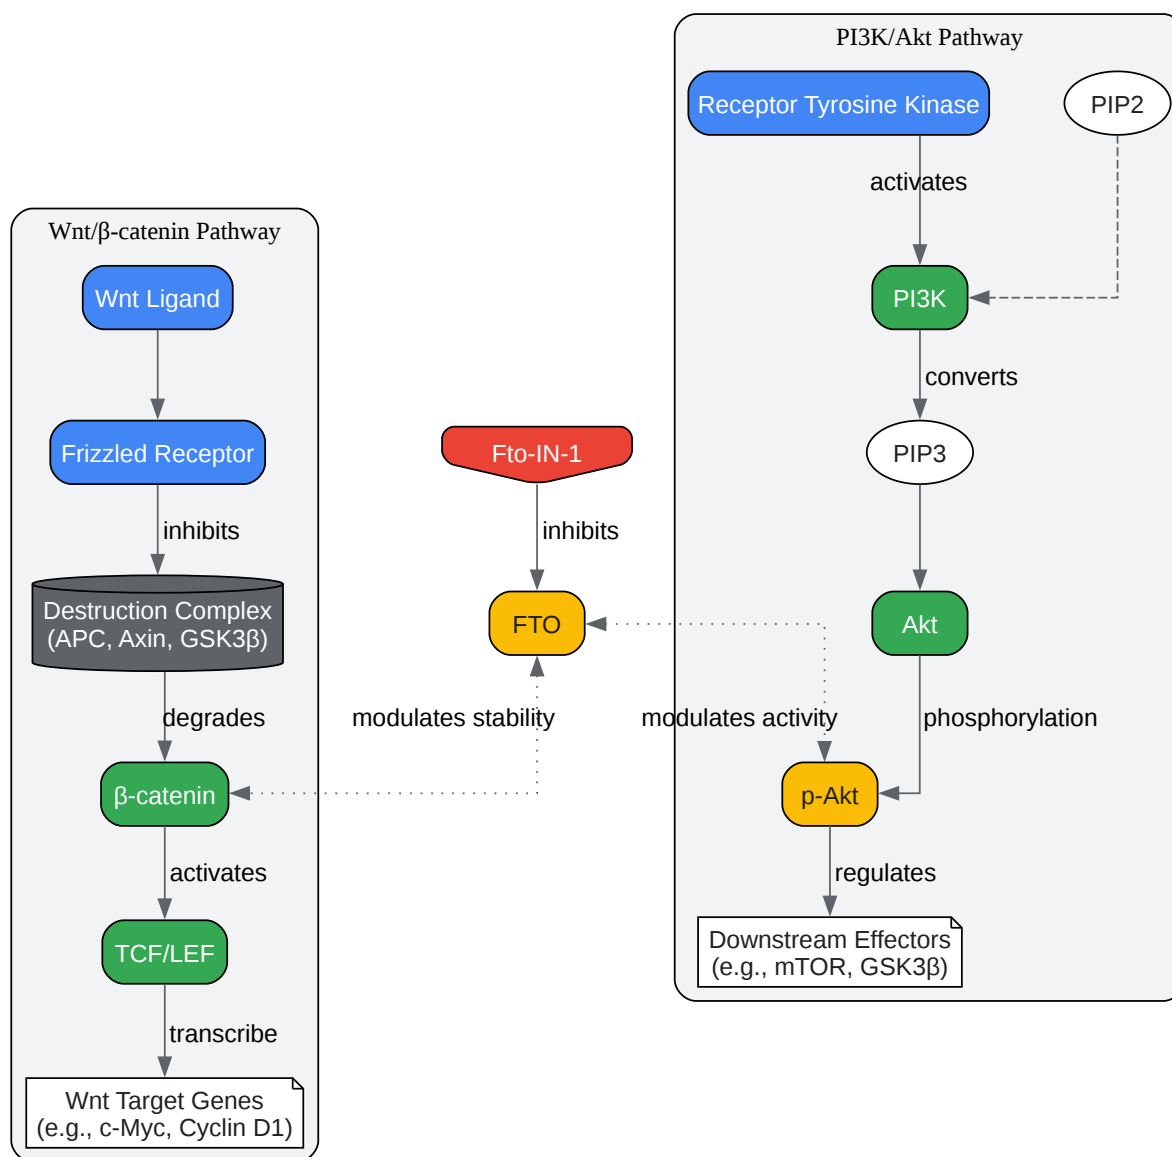 PI3K/Akt Pathway
Receptor Tyrosine Kinase
PIP2
activates
Wnt/β-catenin Pathway
Wnt Ligand
PI3K
converts
Frizzled Receptor
Fto-IN-1
PIP3
inhibits
inhibits
Destruction Complex
(APC, Axin, GSK3β)
FTO
Akt
degrades
modulates stability
modulates activity
phosphorylation
β-catenin
p-Akt
activates
regulates
TCF/LEF
Downstream Effectors
(e.g., mTOR, GSK3β)
transcribe
Wnt Target Genes
(e.g., c-Myc, Cyclin D1)